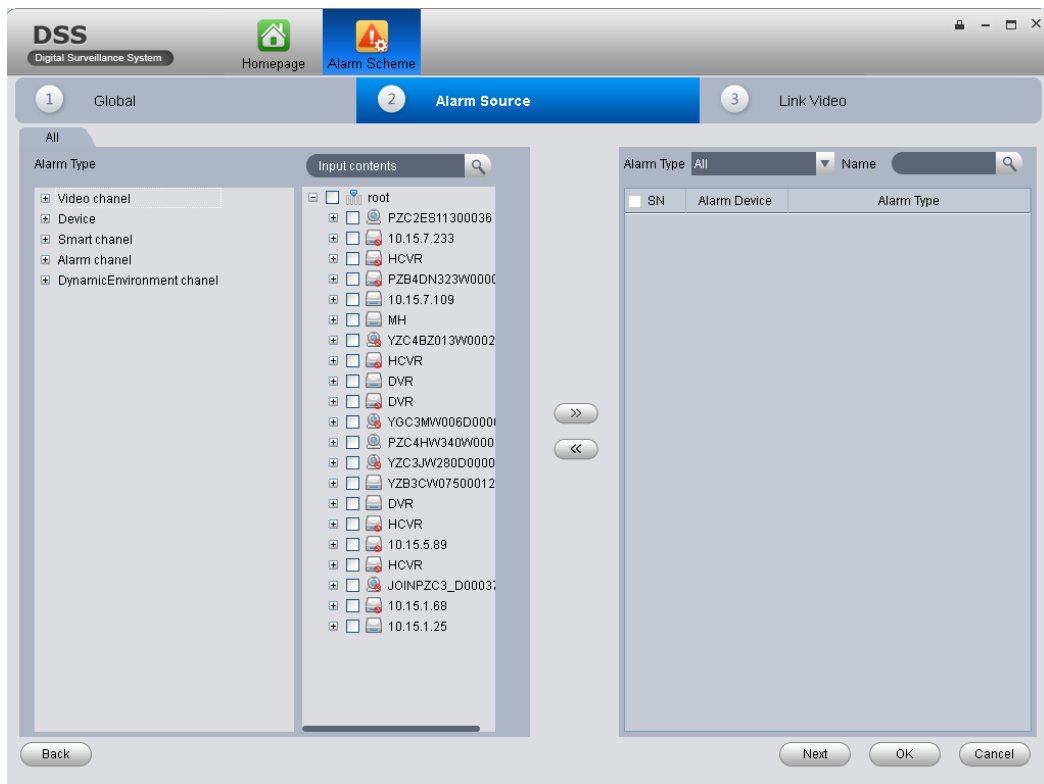 DSS
Digital Surveillance System
Homepage
Alarm Scheme
1 Global
2 Alarm Source
3 Link Video
All
Alarm Type
Input contents
Video chanel
Device
Smart chanel
Alarm chanel
DynamicEnvironment chanel
root
PZC2ES11300036
10.15.7.233
HCVR
PZB4DN323W0000
10.15.7.109
MH
YZC4BZ013W0002
HCVR
DVR
DVR
YGC3MW006D000
PZC4HW340W000
YZC3JW280D0000
YZB3CW07500012
DVR
HCVR
10.15.5.89
HCVR
JOINPZC3_D0003
10.15.1.68
10.15.1.25
>>
<<
Alarm Type All Name
SN Alarm Device Alarm Type
Back Next OK Cancel